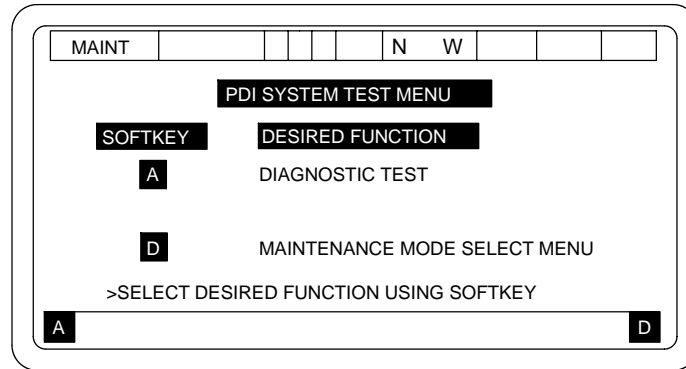 MAINT N W
PDI SYSTEM TEST MENU
SOFTKEY DESIRED FUNCTION
A DIAGNOSTIC TEST
D MAINTENANCE MODE SELECT MENU
>SELECT DESIRED FUNCTION USING SOFTKEY
A D